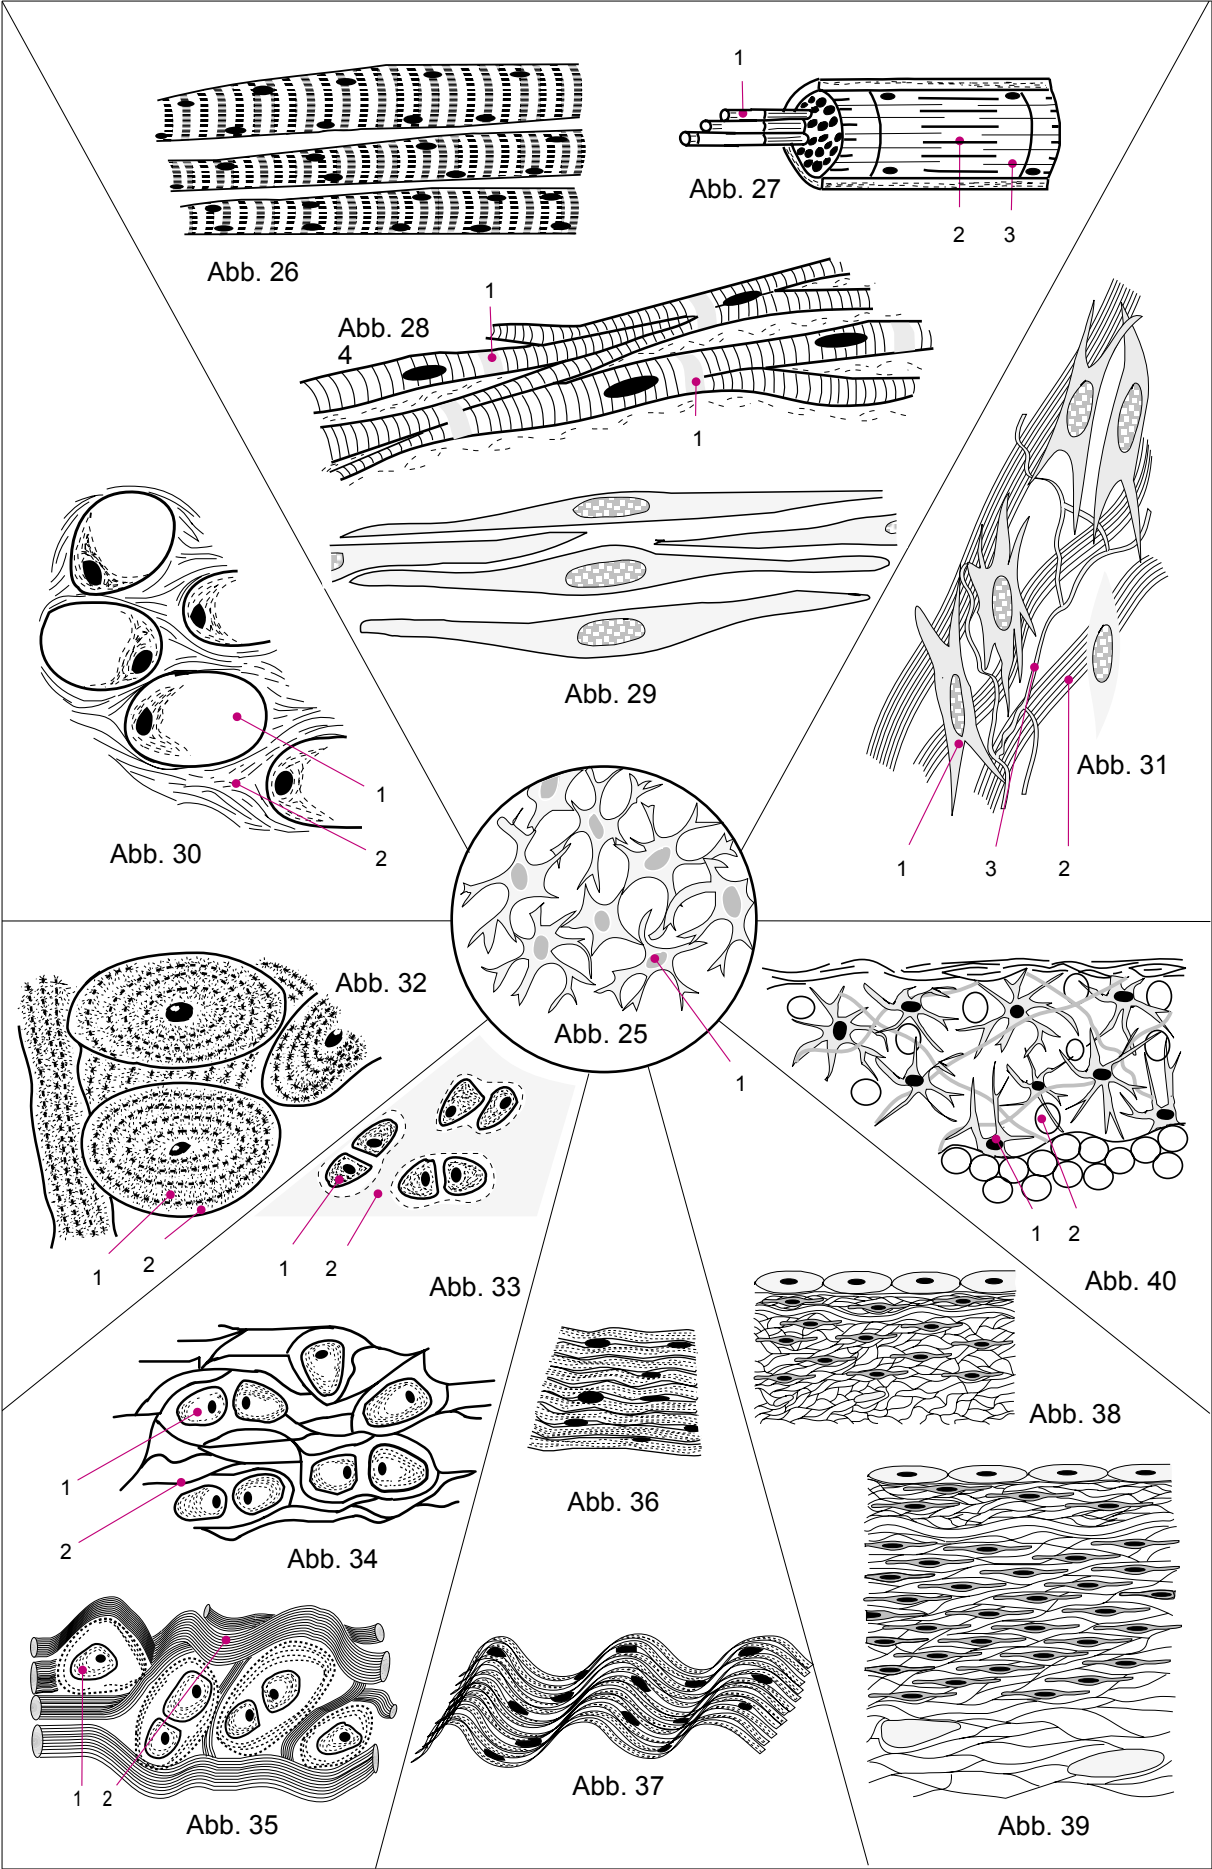 1
Abb. 27
2 3
Abb. 26
1
Abb. 28
4
1
Abb. 29
1
2
Abb. 30
Abb. 31
1 3 2
Abb. 32
1 2
Abb. 25
1
1 2
Abb. 33
1 2
Abb. 40
1
2
Abb. 34
Abb. 36
Abb. 38
1 2
Abb. 35
Abb. 37
Abb. 39